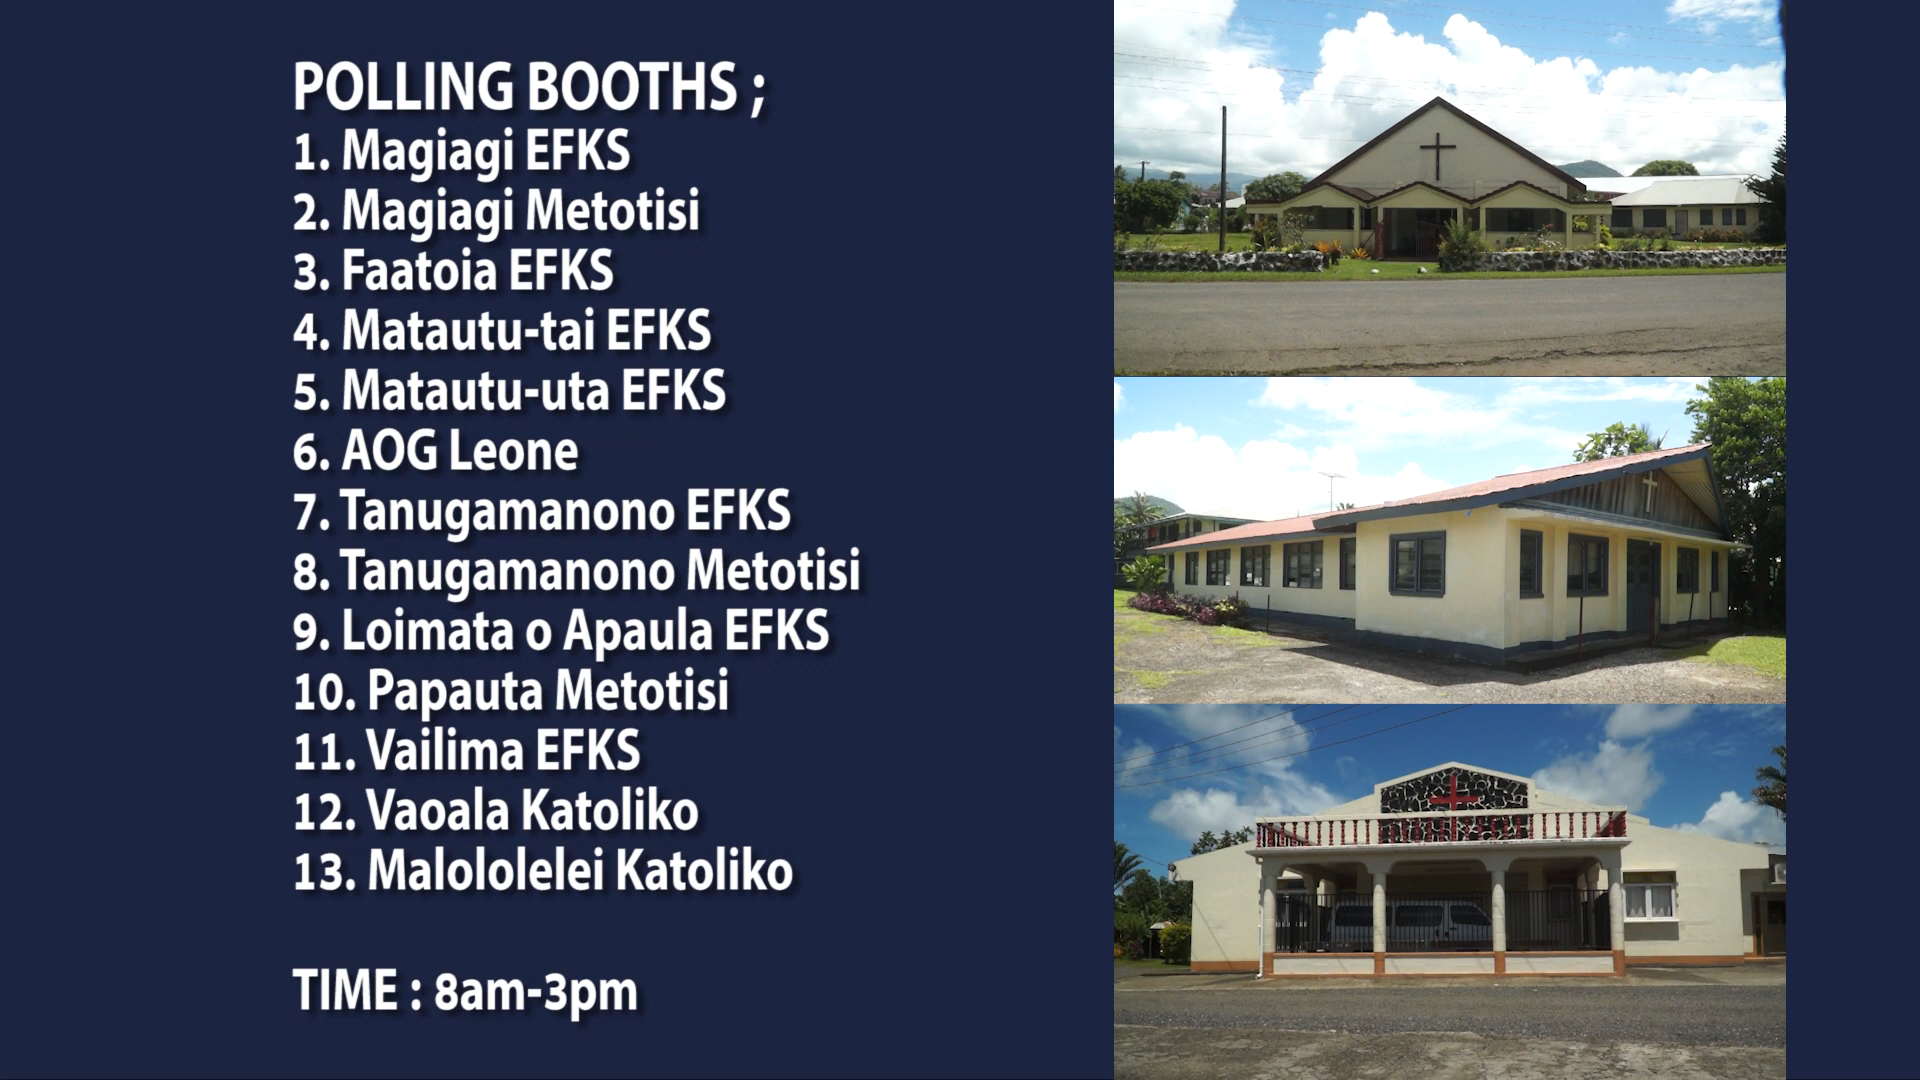 POLLING BOOTHS ;
1. Magiagi EFKS
2. Magiagi Metotisi
3. Faatoia EFKS
4. Matautu-tai EFKS
5. Matautu-uta EFKS
6. AOG Leone
7. Tanugamanono EFKS
8. Tanugamanono Metotisi
9. Loimata o Apaula EFKS
10. Papauta Metotisi
11. Vailima EFKS
12. Vaoala Katoliko
13. Malololelei Katoliko
TIME : 8am-3pm